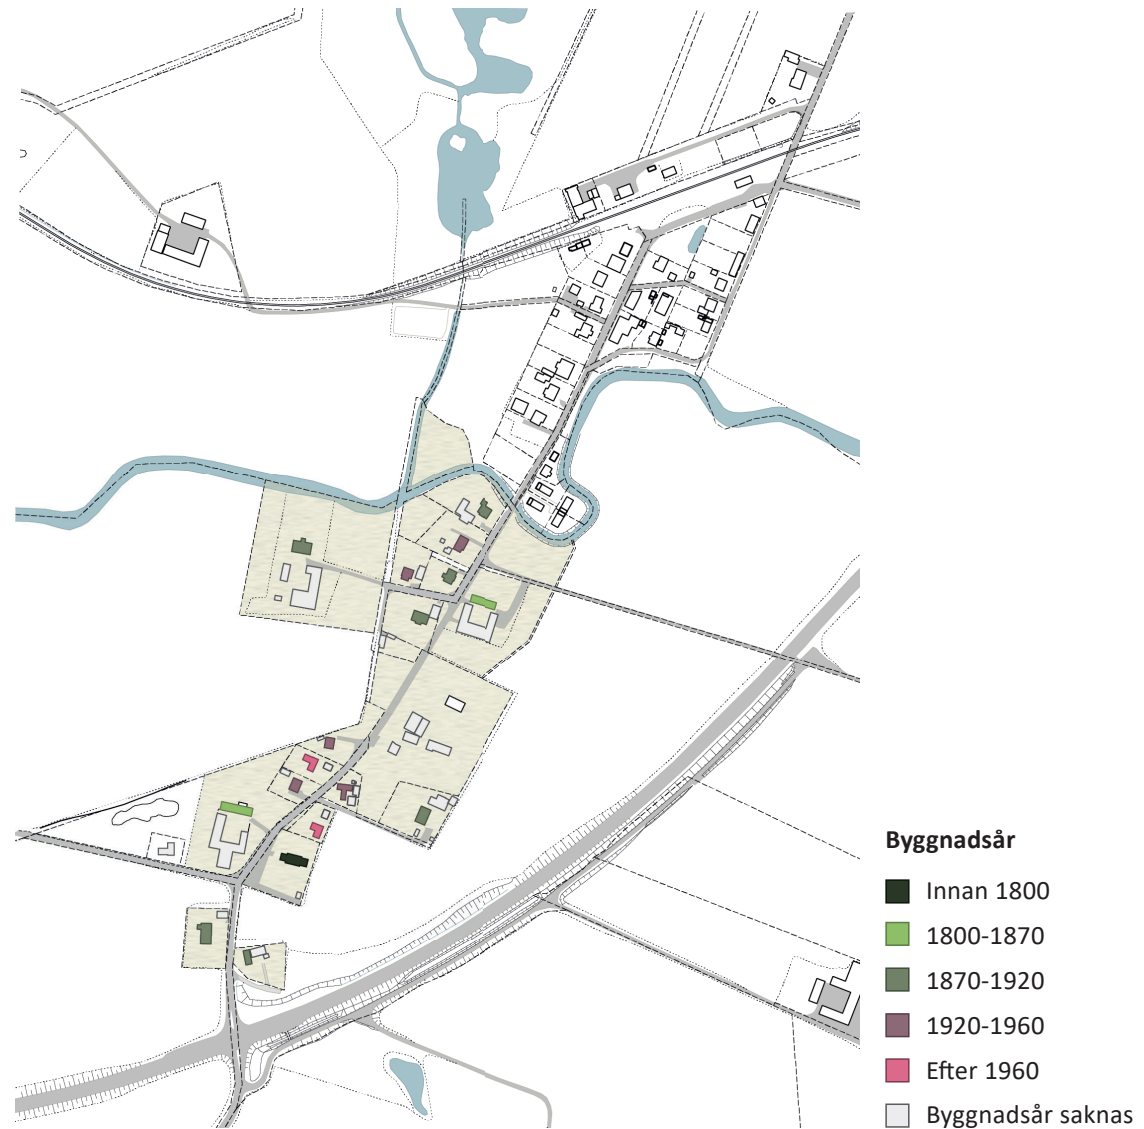 Byggnadsår
Innan 1800
1800-1870
1870-1920
1920-1960
Efter 1960
Byggnadsår saknas